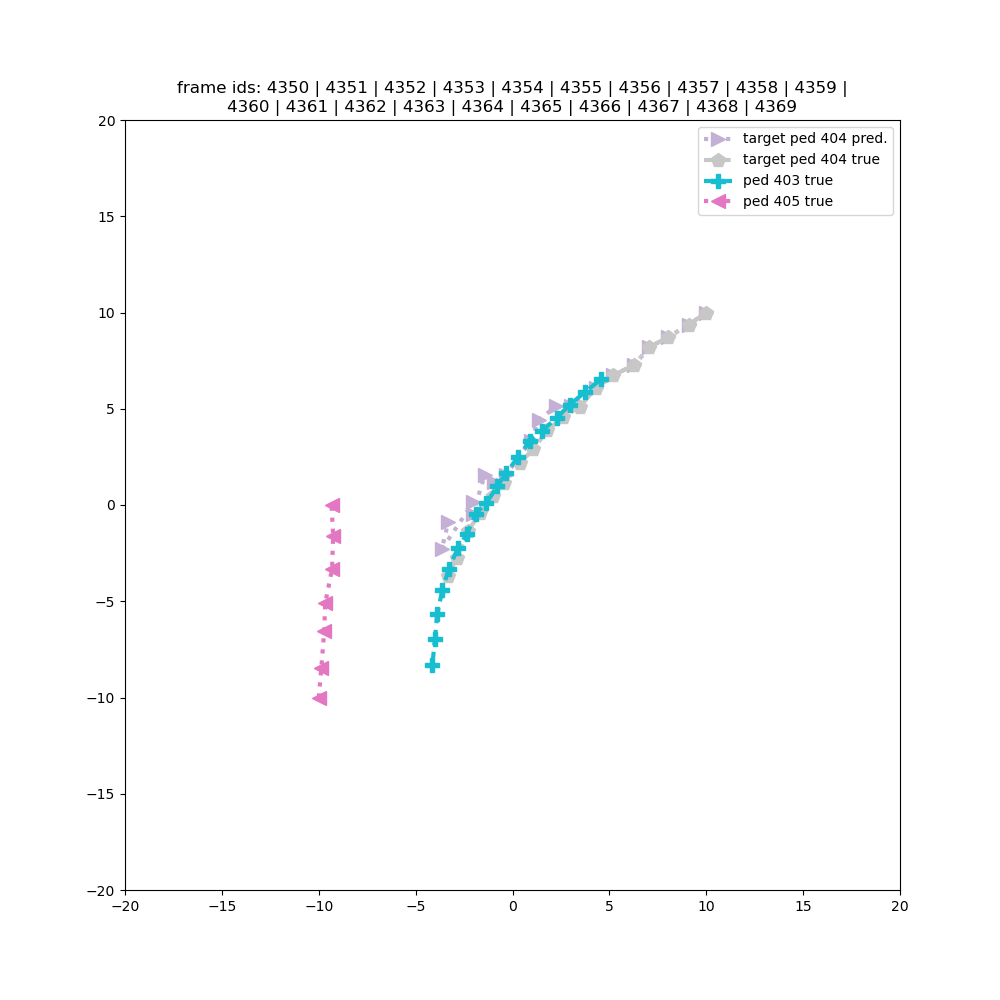 frame ids: 4350 | 4351 | 4352 | 4353 | 4354 | 4355 | 4356 | 4357 | 4358 | 4359 |
4360 | 4361 | 4362 | 4363 | 4364 | 4365 | 4366 | 4367 | 4368 | 4369
target ped 404 pred.
target ped 404 true
ped 403 true
ped 405 true
20
15
10
5
0
−5
−10
−15
−20
−20 −15 −10 −5 0 5 10 15 20